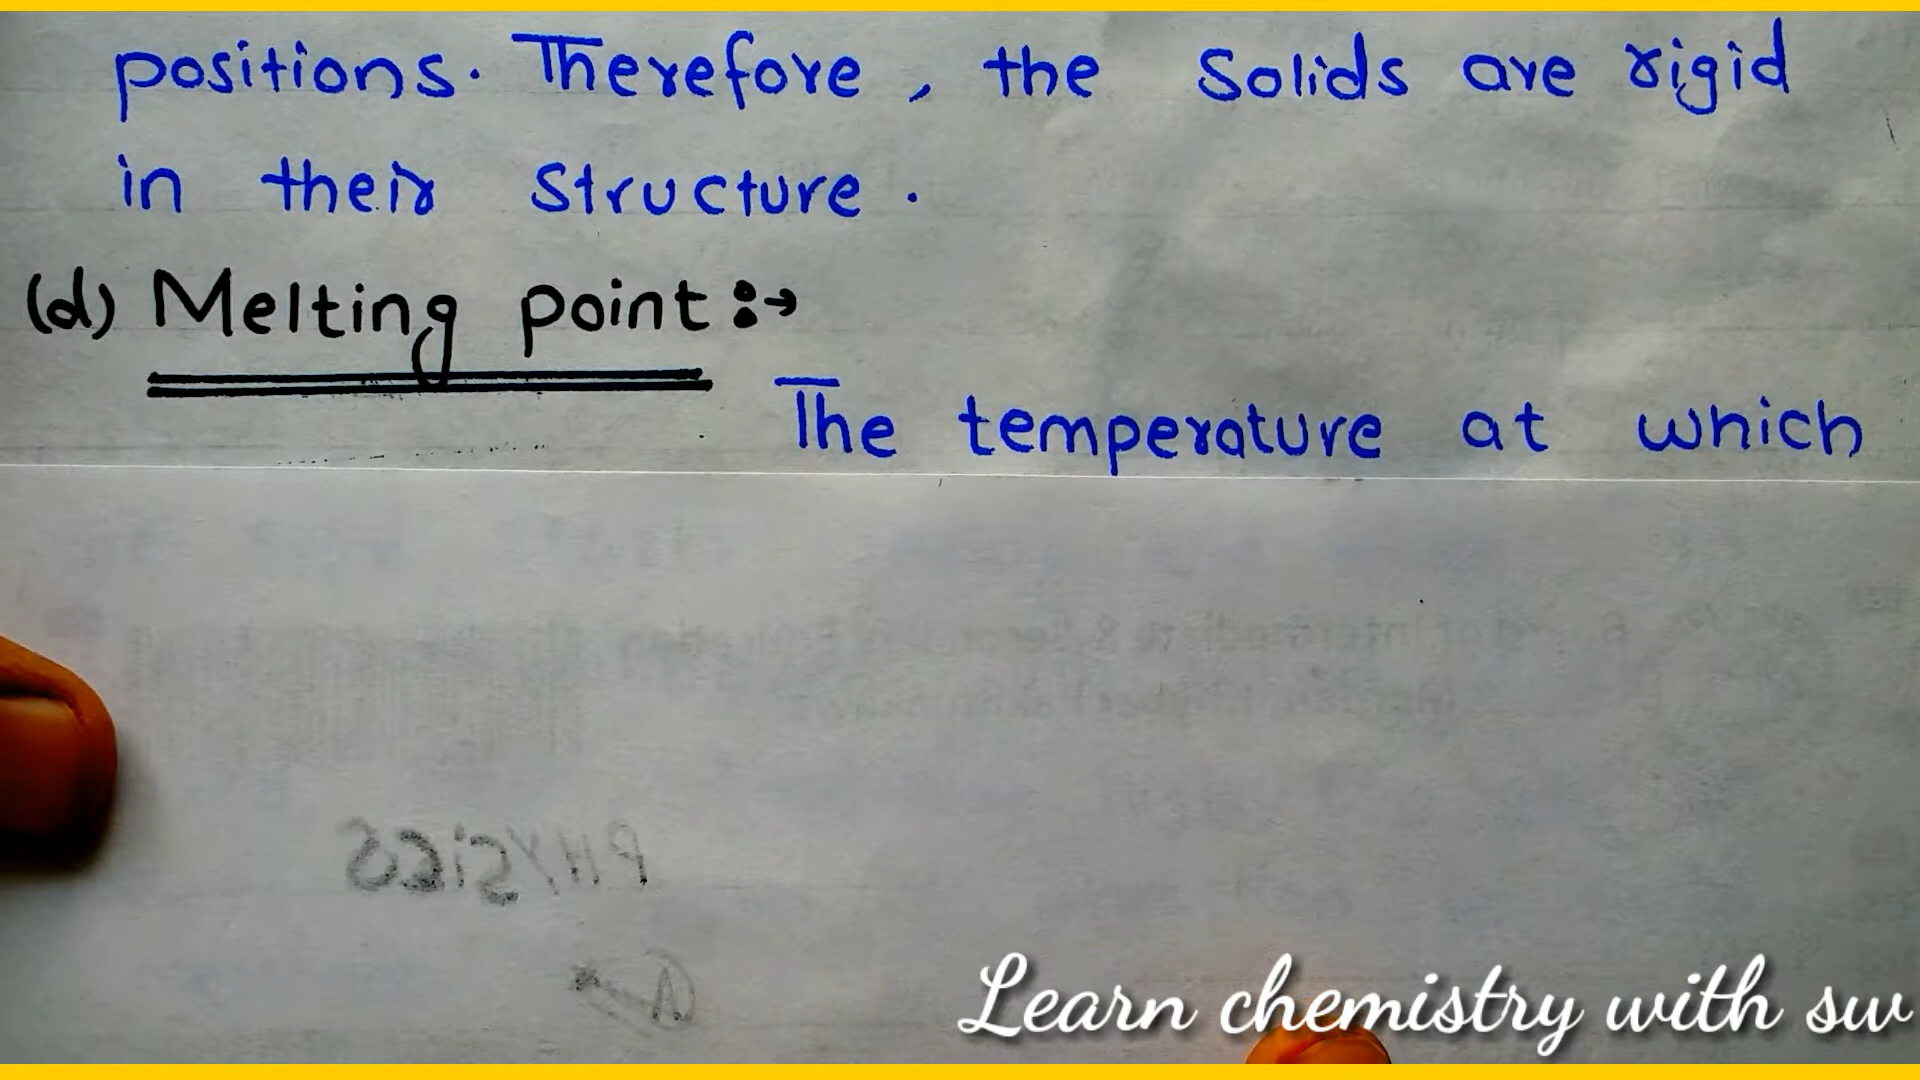 positions. Therefore, the Solids are rigid
in their structure.
(d) Melting point :→
The temperature at which
PHYSICS
Learn chemistry with sw